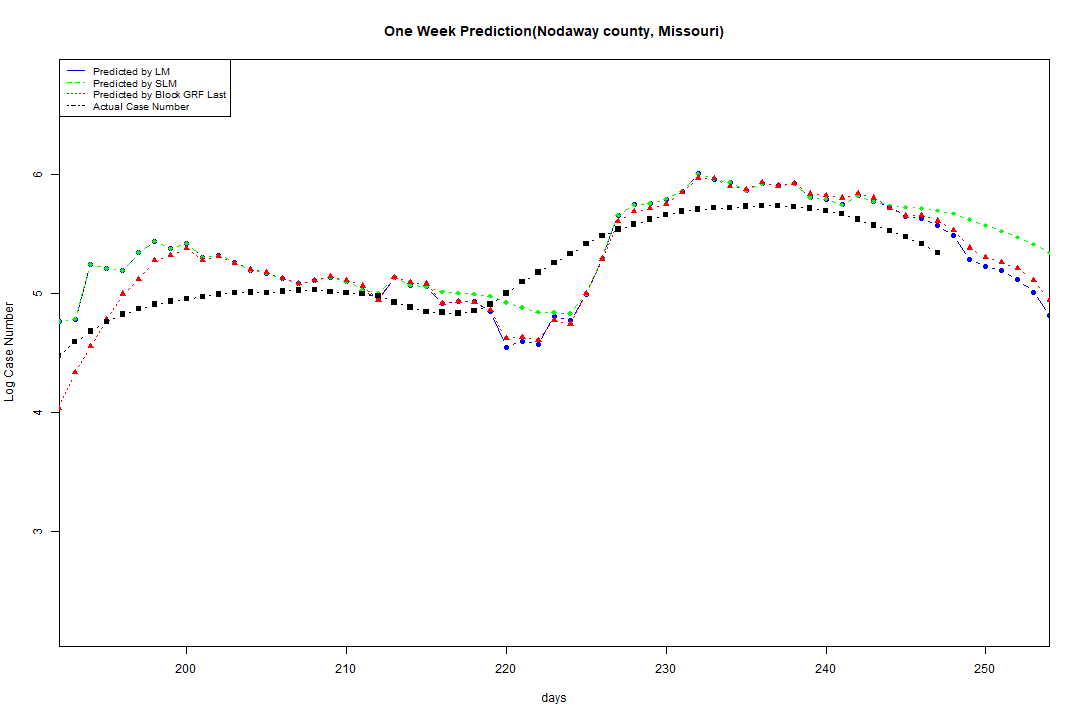 One Week Prediction(Nodaway county, Missouri)
Predicted by LM
Predicted by SLM
Predicted by Block GRF Last
Actual Case Number
6
5
4
3
Log Case Number
200 210 220 230 240 250
days